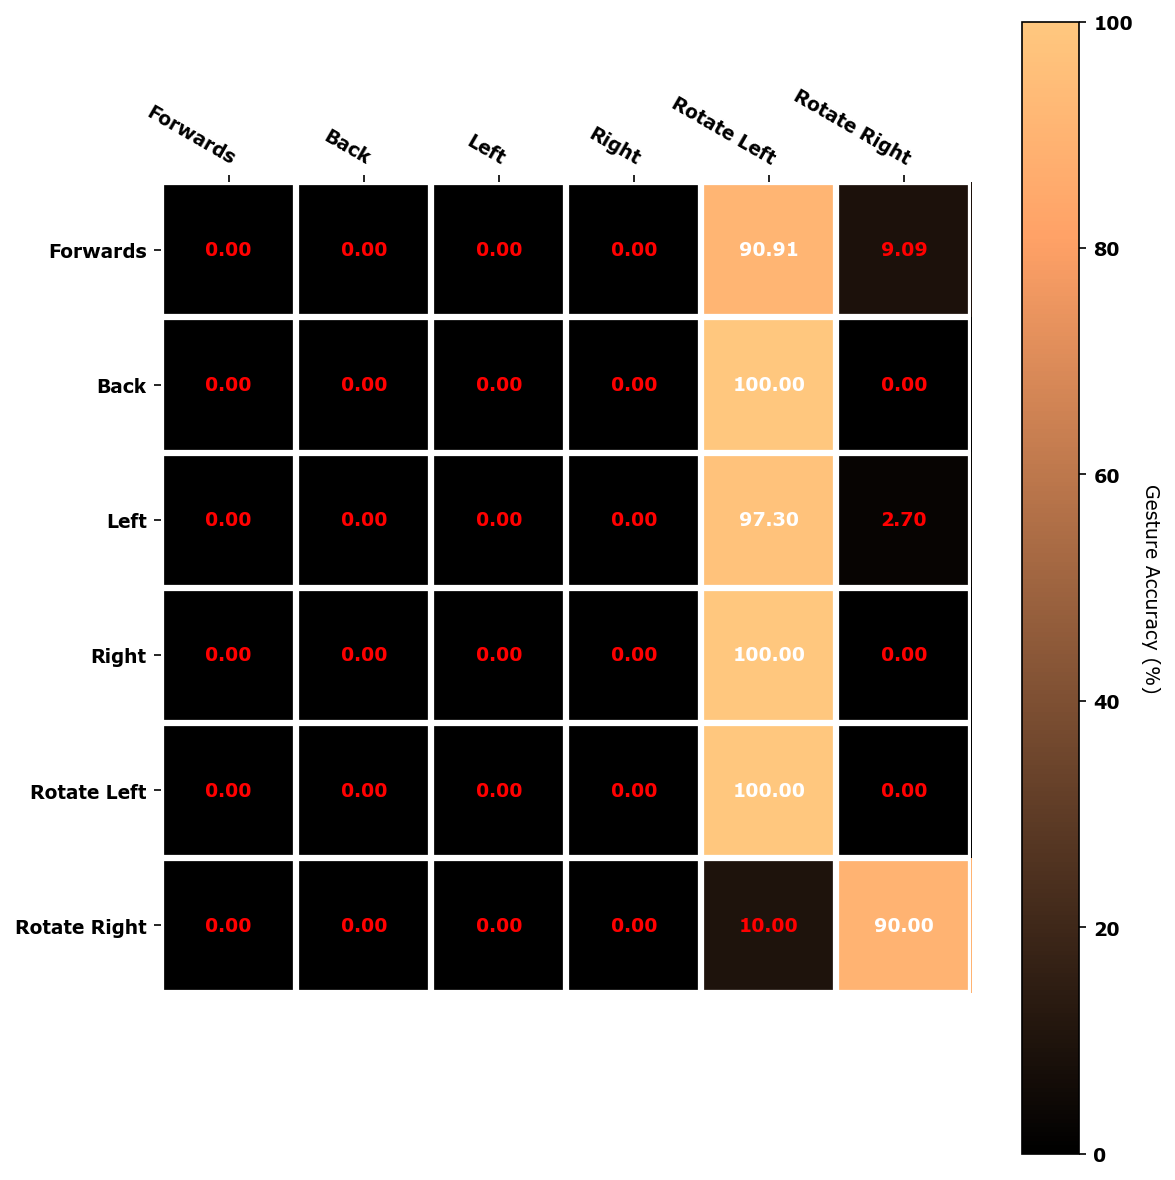 Forwards Back Left Right Rotate Left Rotate Right
Forwards 0.00 0.00 0.00 0.00 90.91 9.09
Back 0.00 0.00 0.00 0.00 100.00 0.00
Left 0.00 0.00 0.00 0.00 97.30 2.70
Right 0.00 0.00 0.00 0.00 100.00 0.00
Rotate Left 0.00 0.00 0.00 0.00 100.00 0.00
Rotate Right 0.00 0.00 0.00 0.00 10.00 90.00
100
80
60
40
20
0
Gesture Accuracy (%)